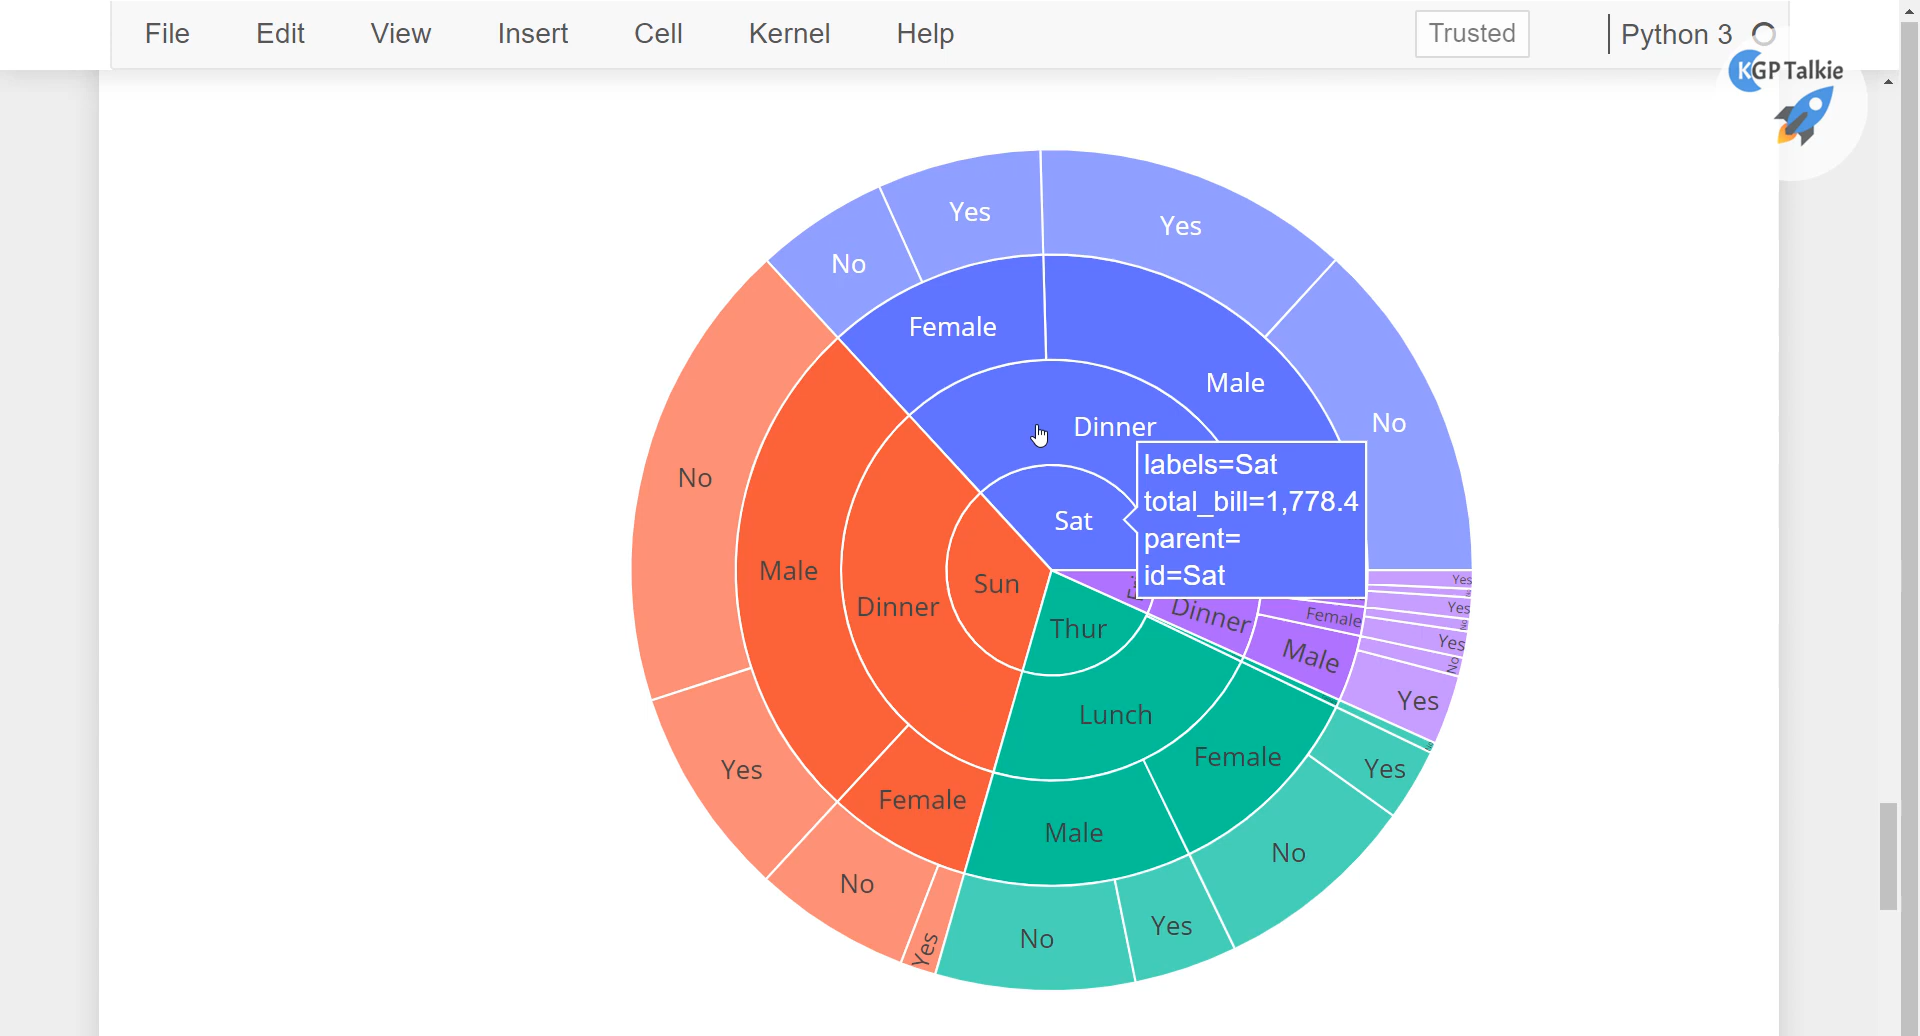 File Edit View Insert Cell Kernel Help Trusted Python 3
KGPTalkie
Yes
Yes
No
Female
Male
No
Dinner
Sat
labels=Sat
total_bill=1,778.4
parent=
id=Sat
No
Male
Dinner
Sun
Yes
Female
No
Yes
Thur
Lunch
Female
Male
Yes
No
No
Yes
Dinner
Female
Male
Yes
Yes
Yes
No
Yes